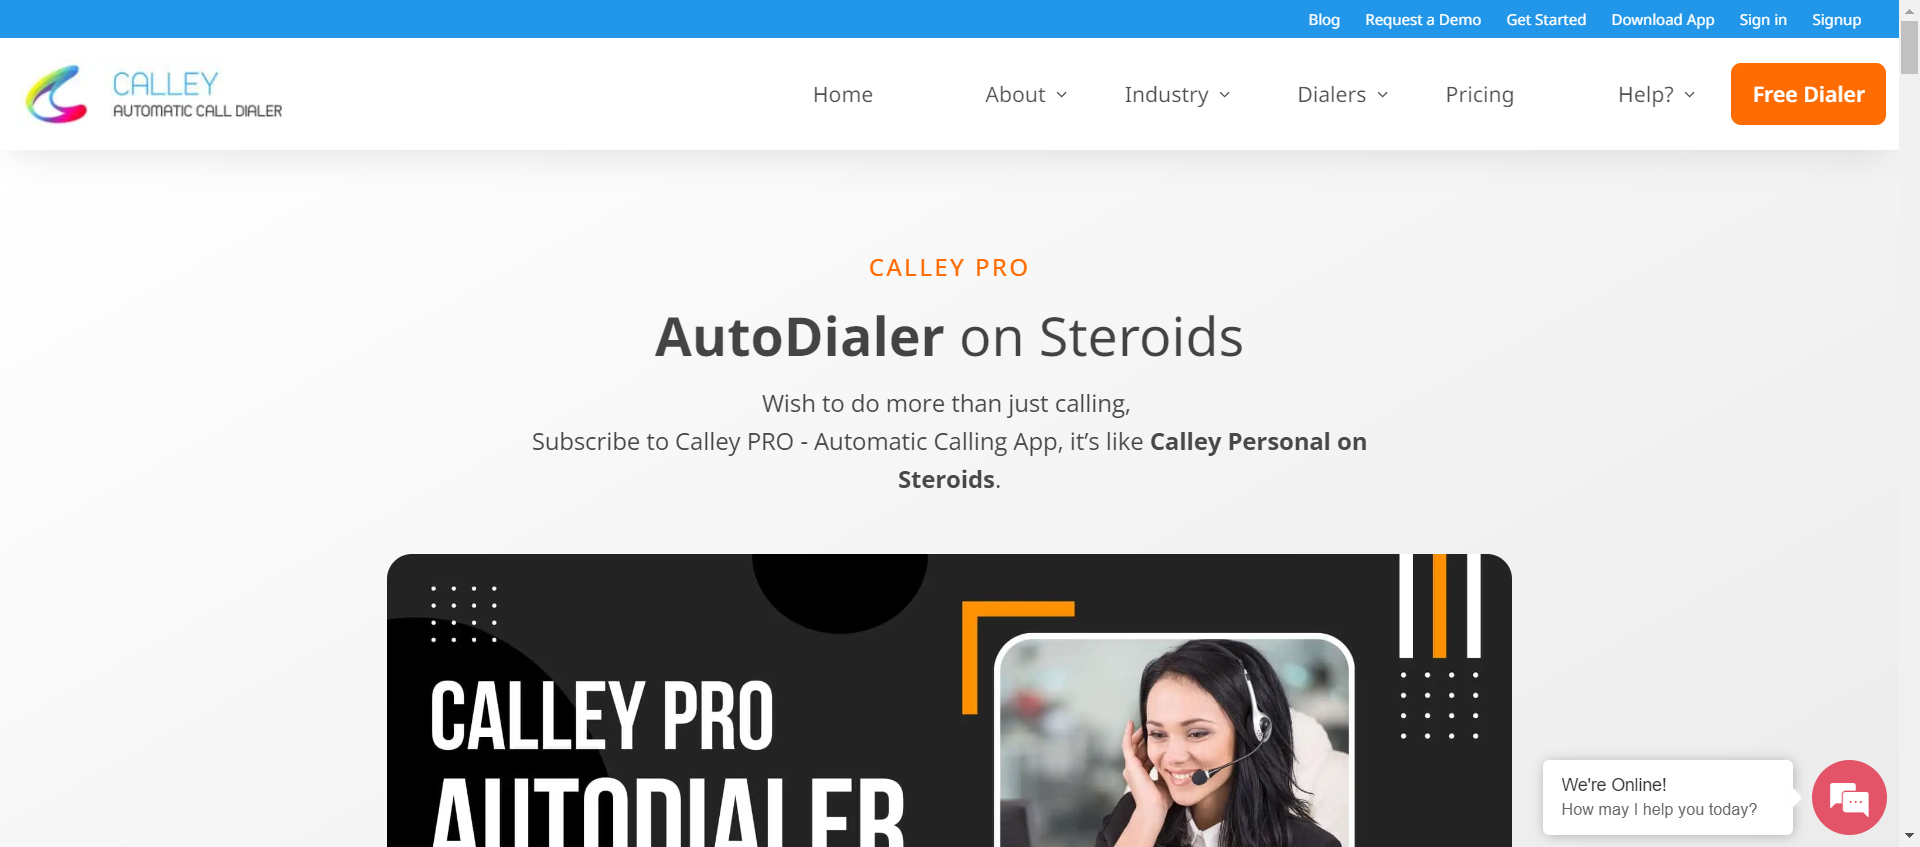 Blog Request a Demo Get Started Download App Sign in Signup
CALLEY
AUTOMATIC CALL DIALER
Home About Industry Dialers Pricing Help? Free Dialer
CALLEY PRO
AutoDialer on Steroids
Wish to do more than just calling,
Subscribe to Calley PRO - Automatic Calling App, it’s like Calley Personal on
Steroids.
CALLEY PRO
AUTODIALER
We're Online!
How may I help you today?